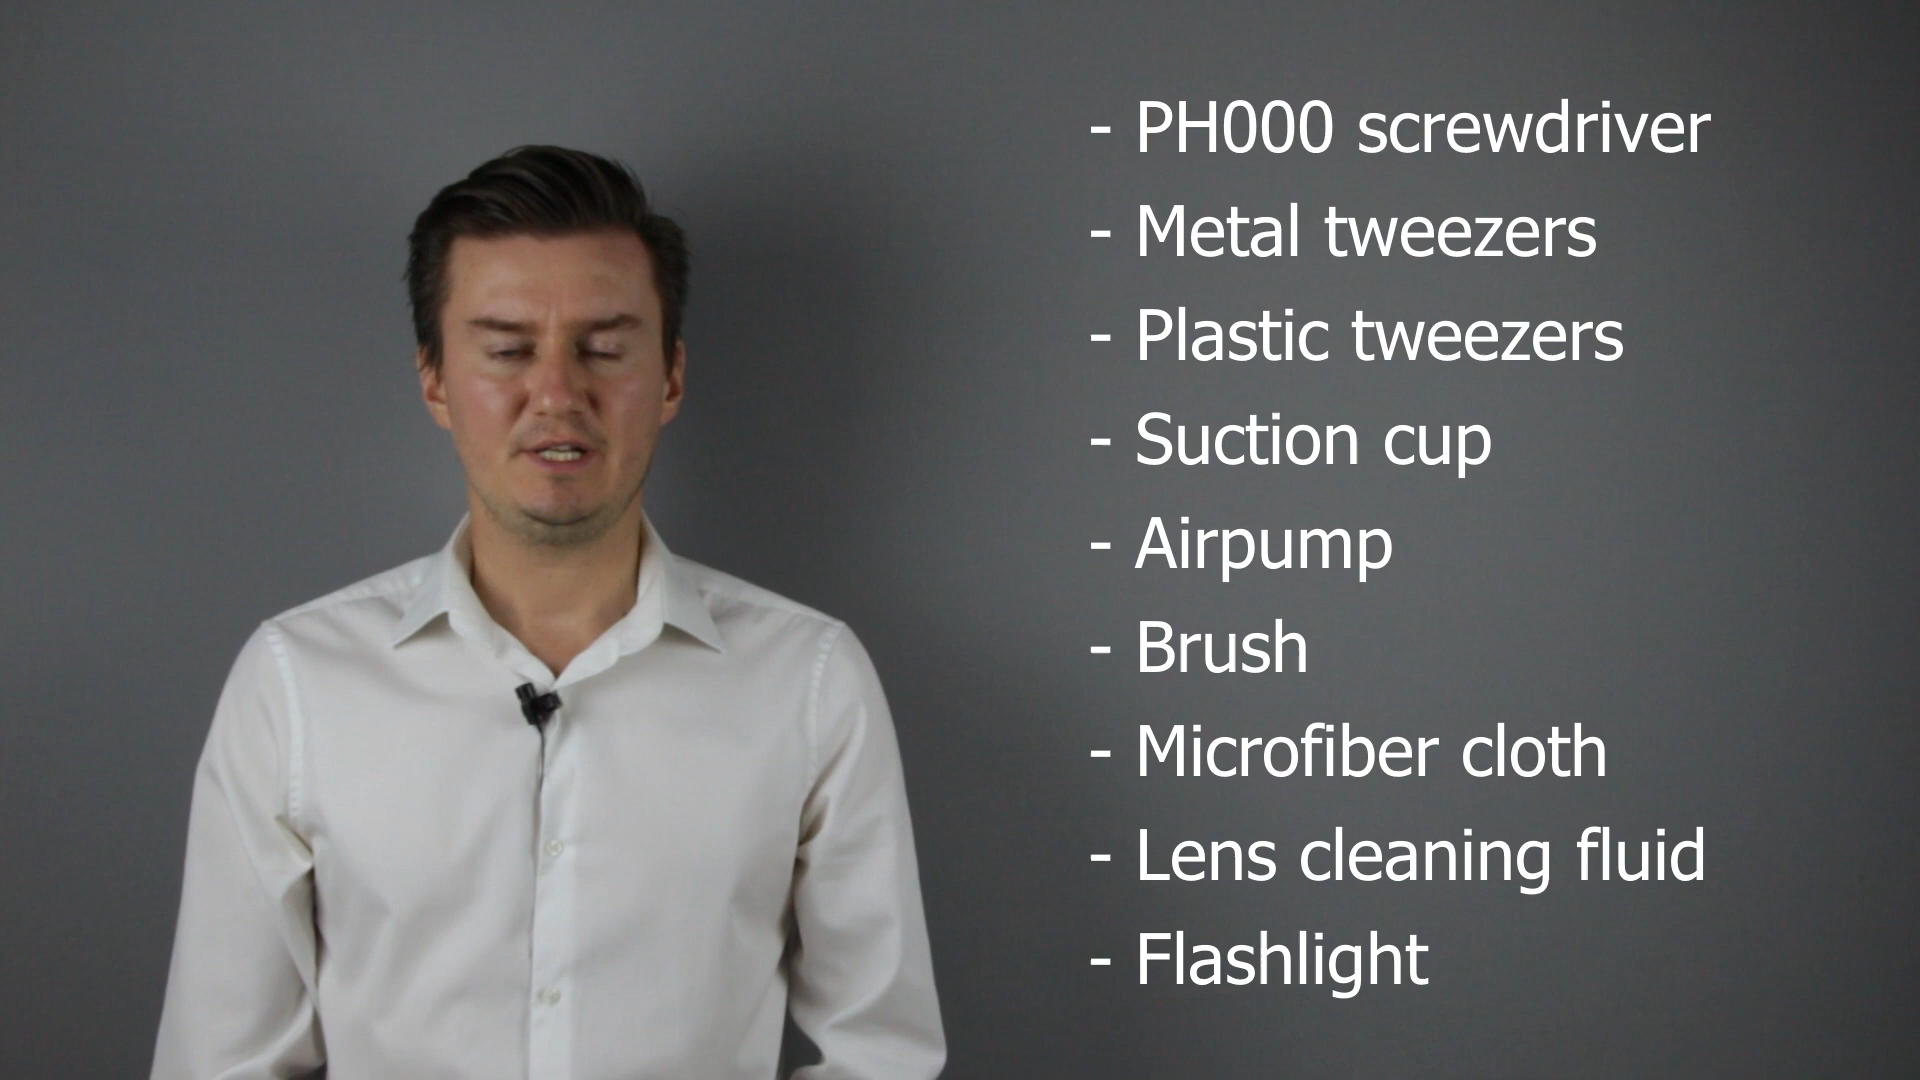 - PH000 screwdriver
- Metal tweezers
- Plastic tweezers
- Suction cup
- Airpump
- Brush
- Microfiber cloth
- Lens cleaning fluid
- Flashlight